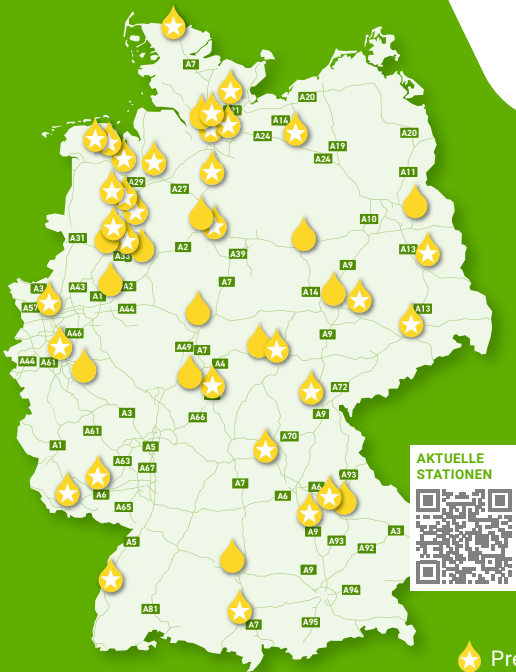 A7
A20
A21
A14
A24
A19
A24
A20
A11
A29
A27
A10
A31
A33
A2
A39
A13
A9
A3
A43
A1
A2
A44
A7
A14
A13
A57
A46
A9
A44
A61
A49
A7
A4
A72
A3
A66
A9
A70
A1
A61
A5
A63
A67
A6
A7
A6
A6
A93
A65
AKTUELLE
STATIONEN
A5
A9
A93
A92
A3
A9
A94
A81
A7
A95
Pre